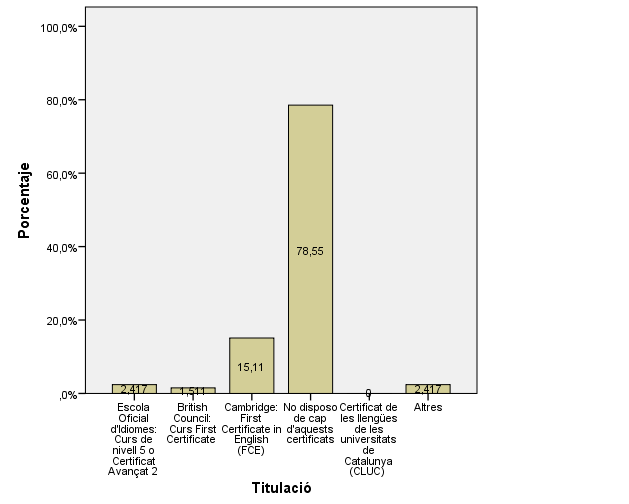 100,0%
80,0%
60,0%
40,0%
20,0%
,0%
Porcentaje
2,417
1,511
15,11
78,55
0
2,417
Escola
Oficial
d'Idiomes:
Curs de
nivell 5 o
Certificat
Avançat 2
British
Council:
Curs First
Certificate
Cambridge:
First
Certificate in
English
(FCE)
No disposo
de cap
d'aquests
certificats
Certificat de
les llengües
de les
universitats
de
Catalunya
(CLUC)
Altres
Titulació